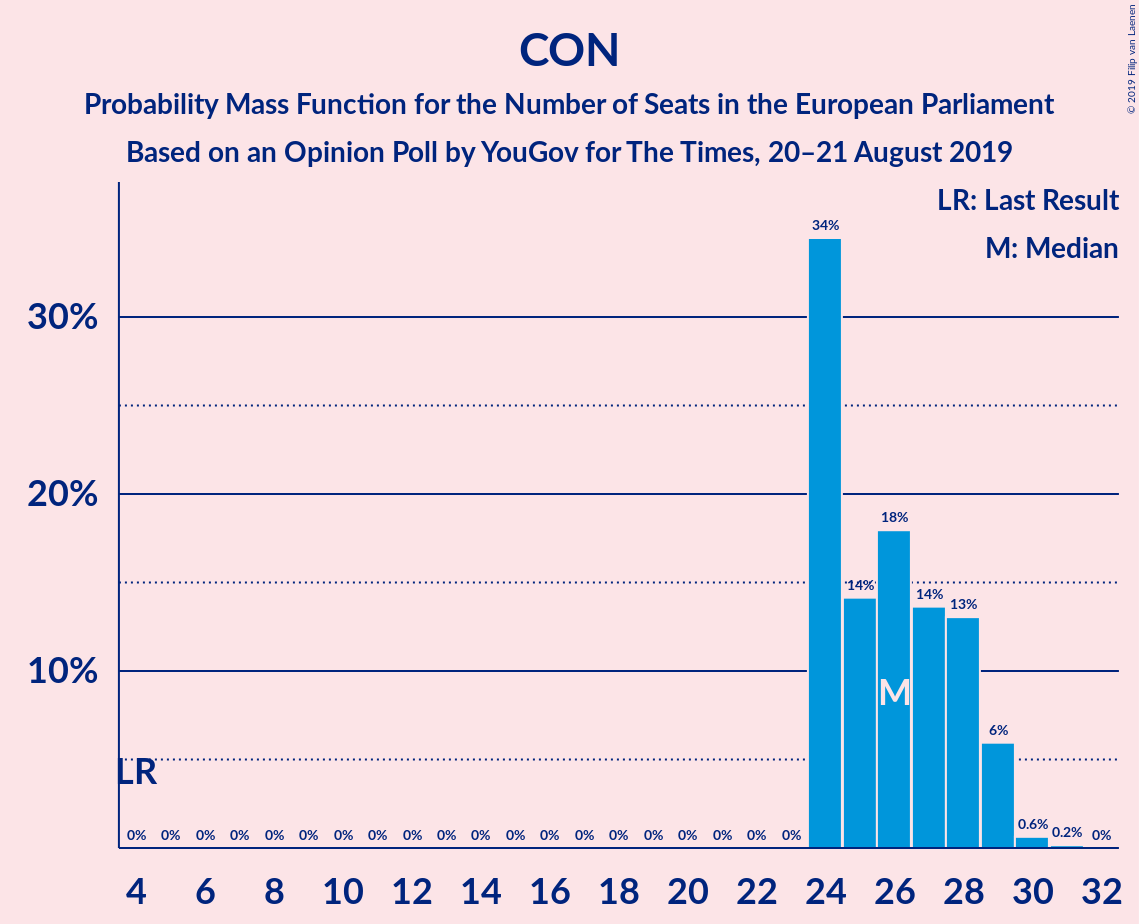 CON
Probability Mass Function for the Number of Seats in the European Parliament
Based on an Opinion Poll by YouGov for The Times, 20–21 August 2019
© 2019 Filip van Laenen
LR: Last Result
M: Median
34%
30%
20%
18%
14%
14%
13%
10%
M
6%
LR
0% 0% 0% 0% 0% 0% 0% 0% 0% 0% 0% 0% 0% 0% 0% 0% 0% 0% 0% 0% 0.6% 0.2% 0%
4 6 8 10 12 14 16 18 20 22 24 26 28 30 32